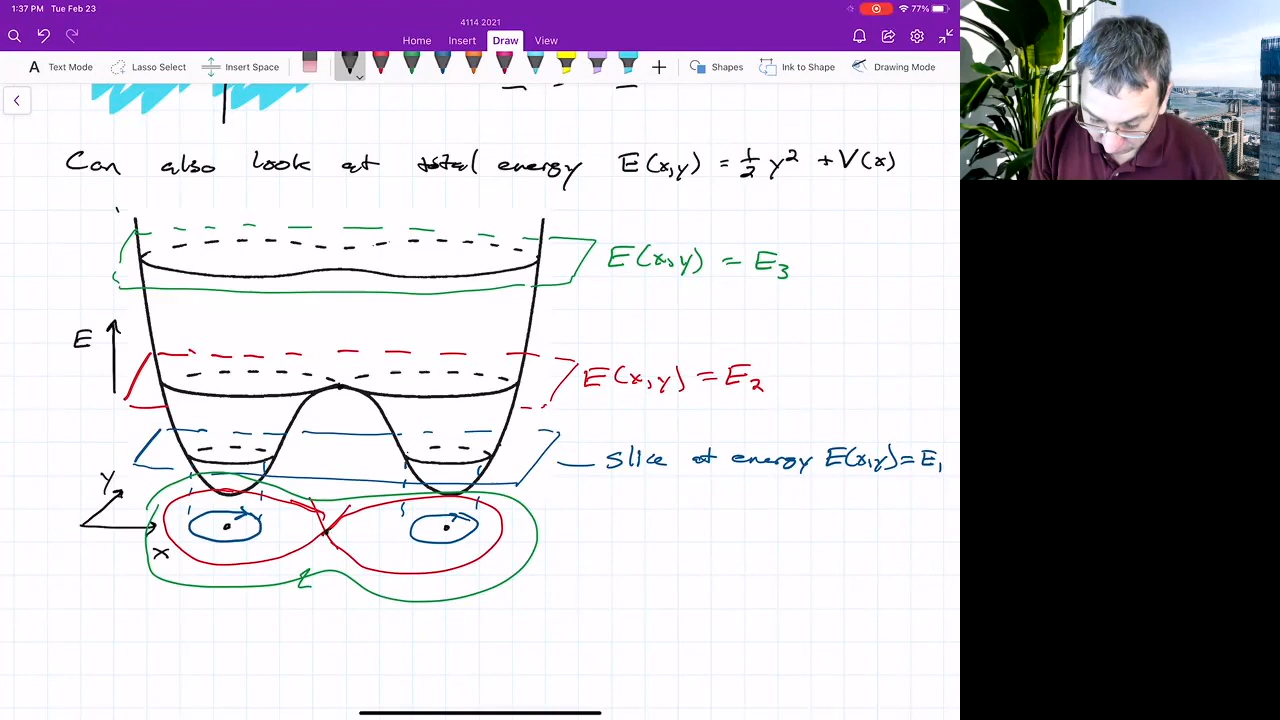 1:37 PM Tue Feb 23
77%
4114 2021
Home Insert Draw View
Text Mode Lasso Select Insert Space Shapes Ink to Shape Drawing Mode
Can also look at total energy E(x,y) = 1/2 y² + V(x)
E(x,y) = E₃
E
E(x,y) = E₂
slice at energy E(x,y) = E₁
y
x